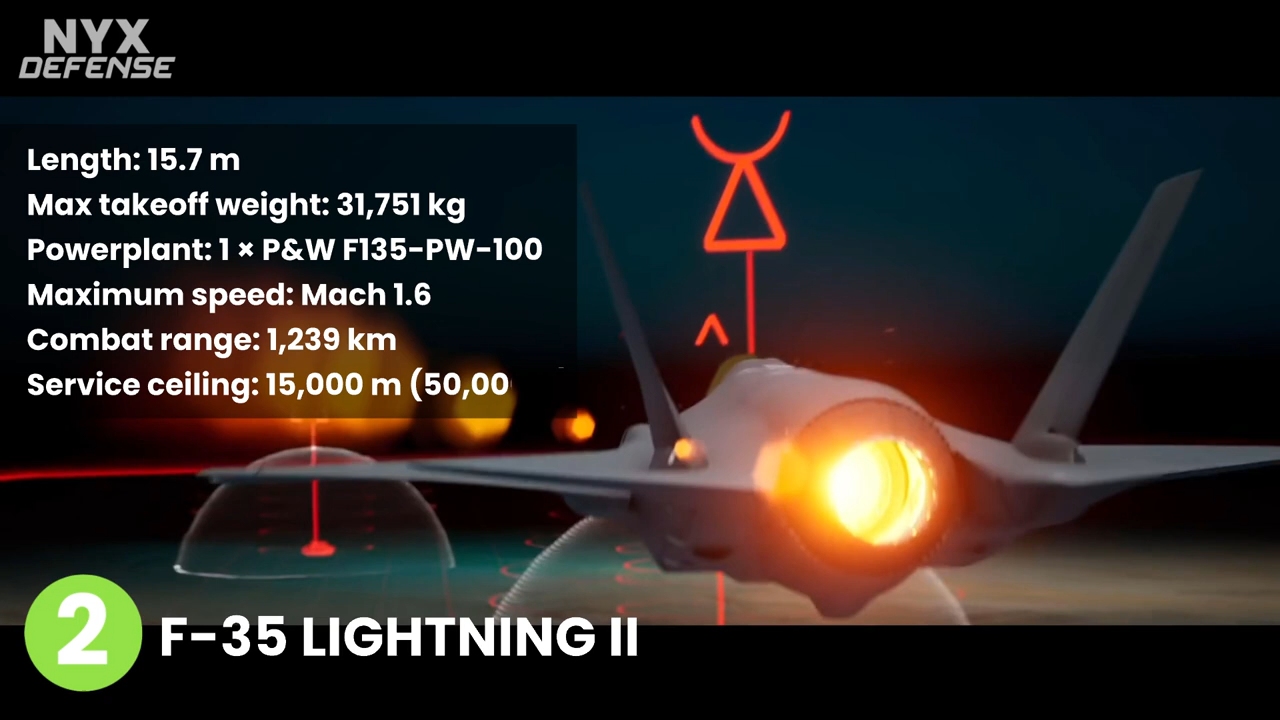 NYX
DEFENSE
Length: 15.7 m
Max takeoff weight: 31,751 kg
Powerplant: 1 × P&W F135-PW-100
Maximum speed: Mach 1.6
Combat range: 1,239 km
Service ceiling: 15,000 m (50,00
2
F-35 LIGHTNING II